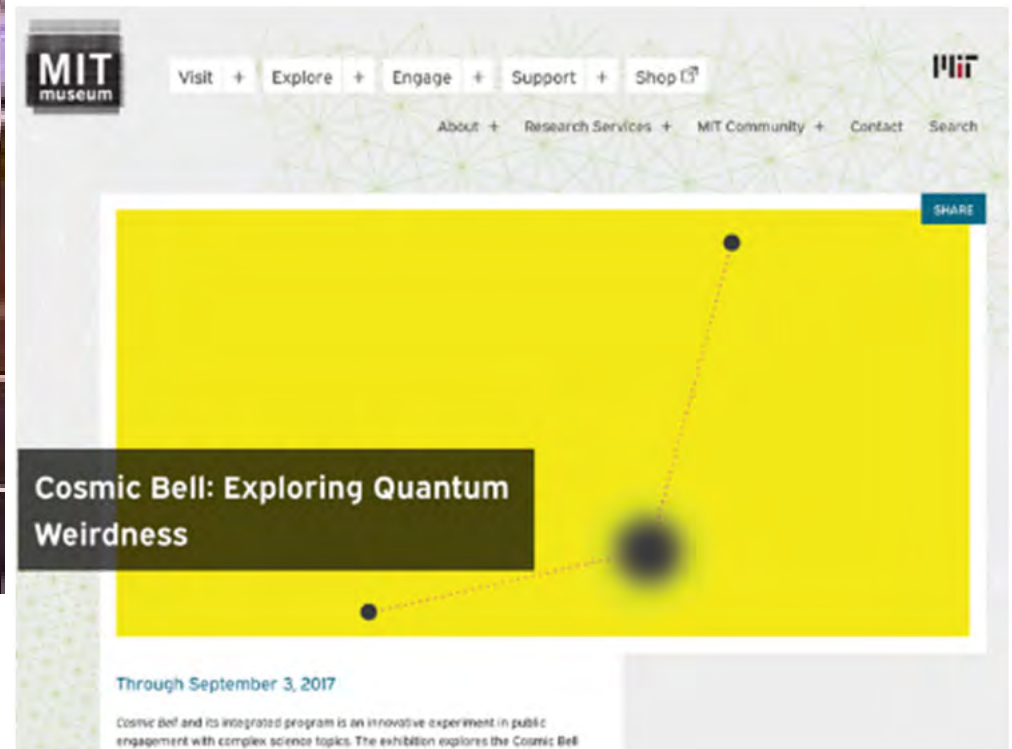 MIT
museum
Visit + Explore + Engage + Support + Shop
MIT
About + Research Services + MIT Community + Contact Search
SHARE
Cosmic Bell: Exploring Quantum
Weirdness
Through September 3, 2017
Cosmic Bell and its integrated program is an innovative experiment in public
engagement with complex science topics. The exhibition explores the Cosmic Bell